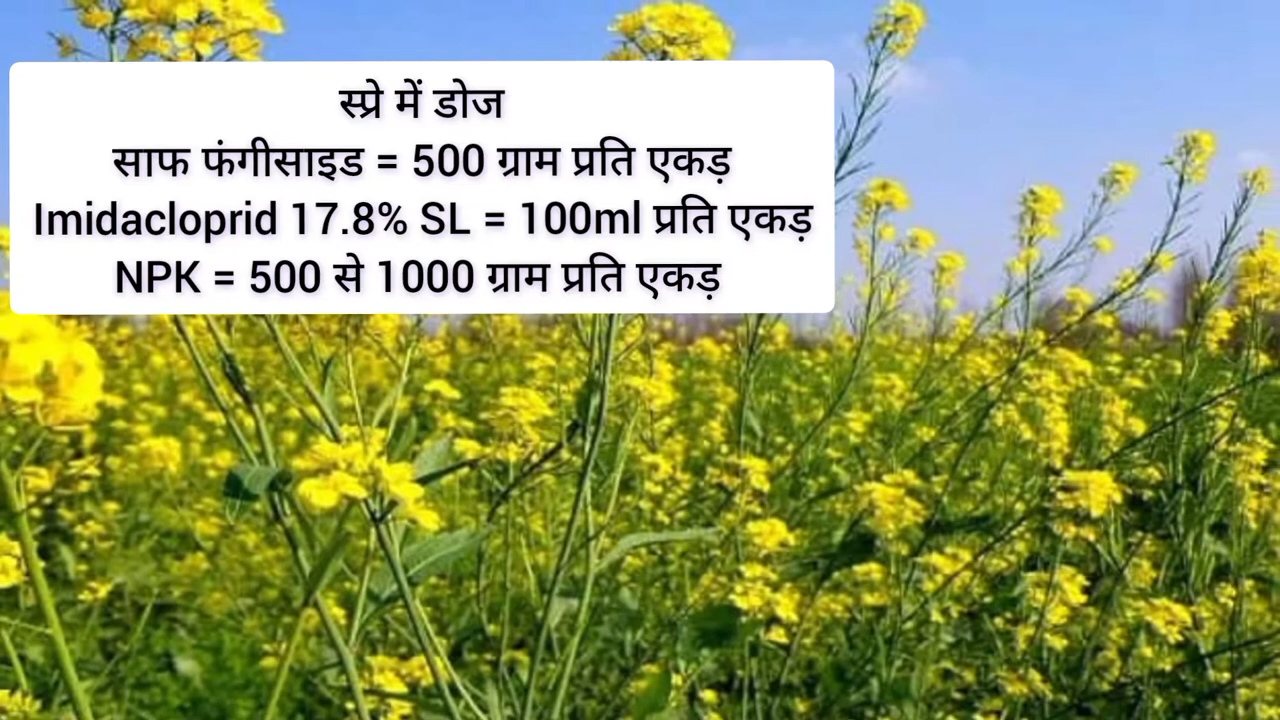 स्प्रे में डोज
साफ फंगीसाइड = 500 ग्राम प्रति एकड़
Imidacloprid 17.8% SL = 100ml प्रति एकड़
NPK = 500 से 1000 ग्राम प्रति एकड़